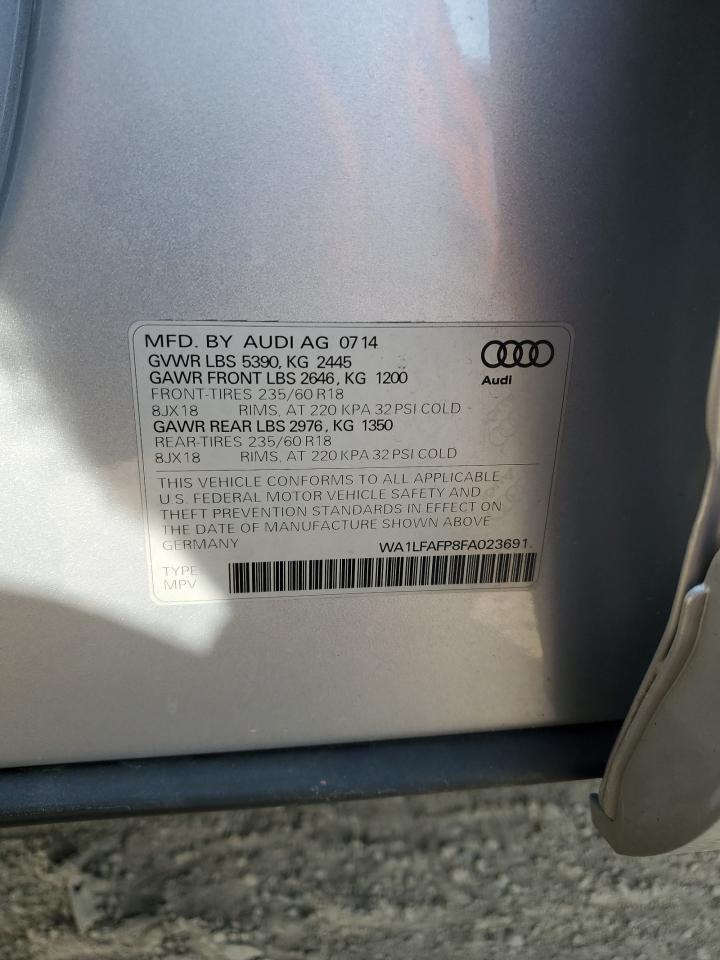 MFD. BY AUDI AG 07 14
GVWR LBS 5390, KG 2445
GAWR FRONT LBS 2646, KG 1200
FRONT-TIRES 235/60 R18
8JX18 RIMS, AT 220 KPA 32 PSI COLD
GAWR REAR LBS 2976, KG 1350
REAR-TIRES 235/60 R18
8JX18 RIMS, AT 220 KPA 32 PSI COLD
Audi
THIS VEHICLE CONFORMS TO ALL APPLICABLE
U.S. FEDERAL MOTOR VEHICLE SAFETY AND
THEFT PREVENTION STANDARDS IN EFFECT ON
THE DATE OF MANUFACTURE SHOWN ABOVE
GERMANY WA1LFAFP8FA023691.
TYPE
MPV